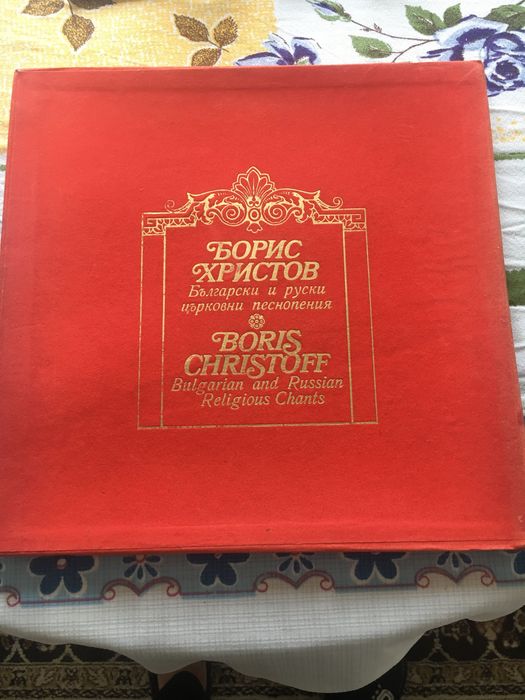 БОРИС
ХРИСТОВ
Български и руски
църковни песнопения
BORIS
CHRISTOFF
Bulgarian and Russian
Religious Chants